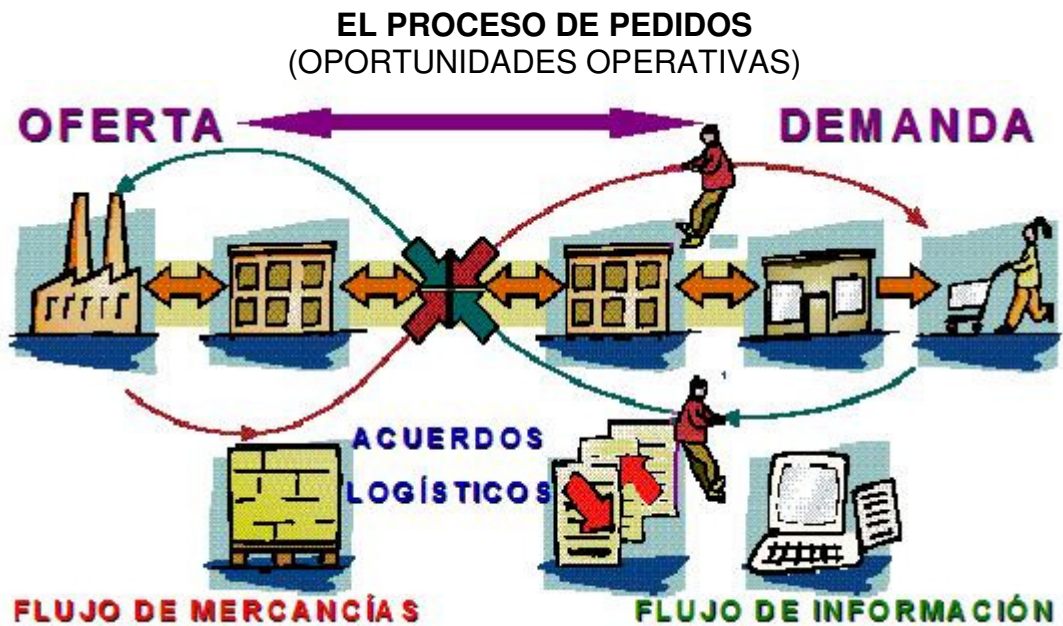 EL PROCESO DE PEDIDOS
(OPORTUNIDADES OPERATIVAS)
OFERTA
DEMANDA
ACUERDOS
LOGÍSTICOS
FLUJO DE MERCANCÍAS
FLUJO DE INFORMACIÓN